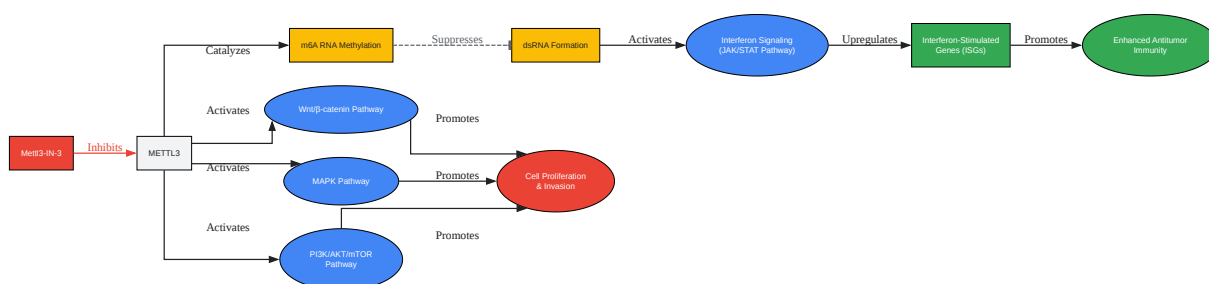 Catalyzes
m6A RNA Methylation
Suppresses
dsRNA Formation
Activates
Interferon Signaling
(JAK/STAT Pathway)
Upregulates
Interferon-Stimulated
Genes (ISGs)
Promotes
Enhanced Antitumor
Immunity
Activates
Wnt/β-catenin Pathway
Promotes
Mettl3-IN-3
Inhibits
METTL3
Activates
MAPK Pathway
Promotes
Cell Proliferation
& Invasion
Activates
PI3K/AKT/mTOR
Pathway
Promotes